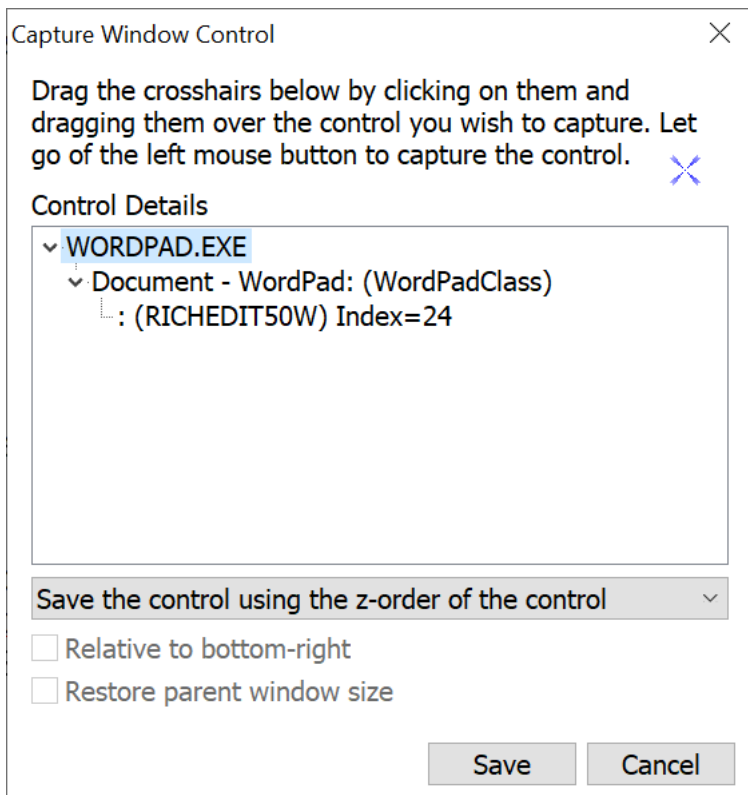 Capture Window Control
Drag the crosshairs below by clicking on them and
dragging them over the control you wish to capture. Let
go of the left mouse button to capture the control.
Control Details
WORDPAD.EXE
Document - WordPad: (WordPadClass)
: (RICHEDIT50W) Index=24
Save the control using the z-order of the control
Relative to bottom-right
Restore parent window size
Save Cancel